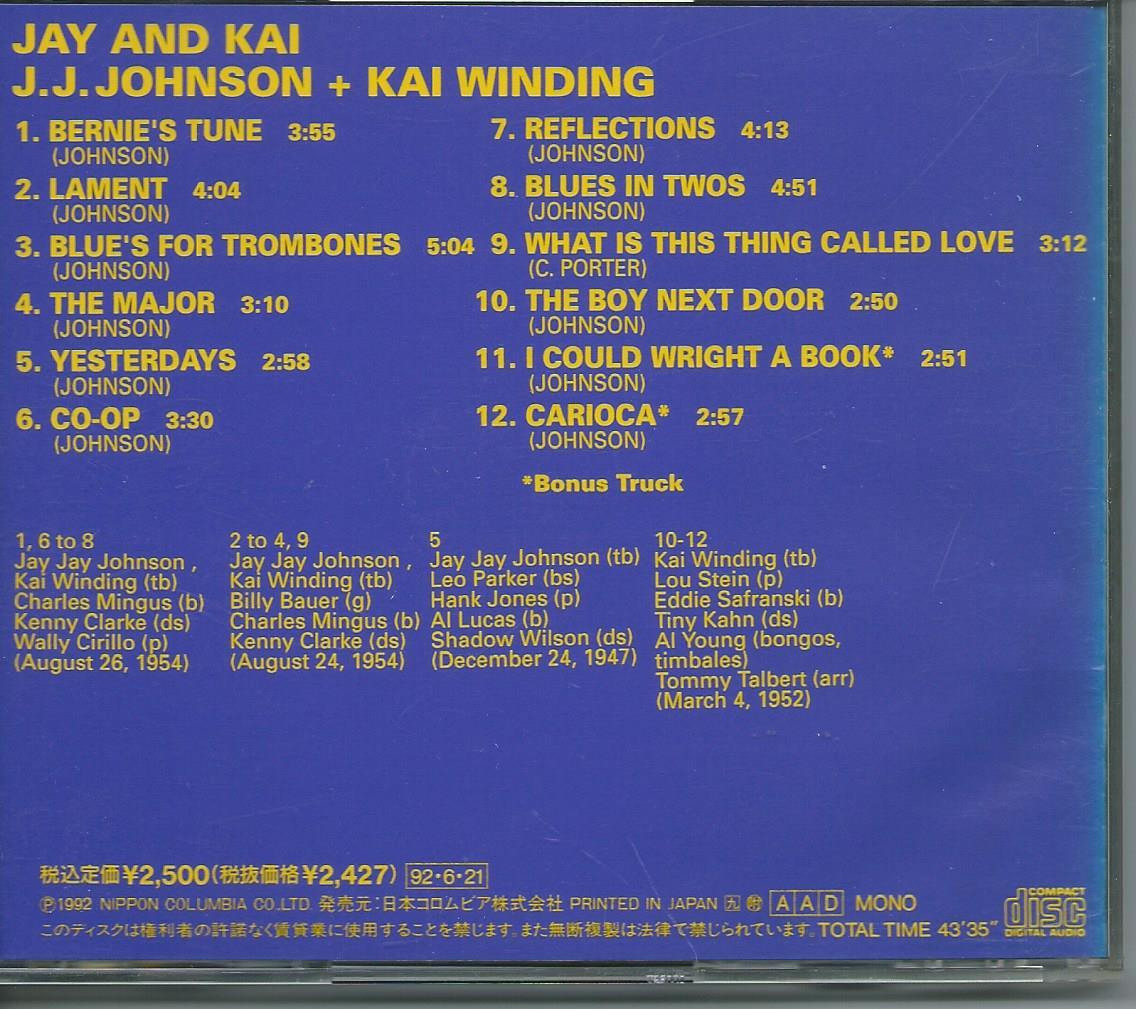 JAY AND KAI
J.J.JOHNSON + KAI WINDING
1. BERNIE'S TUNE 3:55
(JOHNSON)
2. LAMENT 4:04
(JOHNSON)
3. BLUE'S FOR TROMBONES 5:04
(JOHNSON)
4. THE MAJOR 3:10
(JOHNSON)
5. YESTERDAYS 2:58
(JOHNSON)
6. CO-OP 3:30
(JOHNSON)
7. REFLECTIONS 4:13
(JOHNSON)
8. BLUES IN TWOS 4:51
(JOHNSON)
9. WHAT IS THIS THING CALLED LOVE 3:12
(C. PORTER)
10. THE BOY NEXT DOOR 2:50
(JOHNSON)
11. I COULD WRIGHT A BOOK* 2:51
(JOHNSON)
12. CARIOCA* 2:57
(JOHNSON)
*Bonus Truck
1, 6 to 8
Jay Jay Johnson ,
Kai Winding (tb)
Charles Mingus (b)
Kenny Clarke (ds)
Wally Cirillo (p)
(August 26, 1954)
2 to 4, 9
Jay Jay Johnson ,
Kai Winding (tb)
Billy Bauer (g)
Charles Mingus (b)
Kenny Clarke (ds)
(August 24, 1954)
5
Jay Jay Johnson (tb)
Leo Parker (bs)
Hank Jones (p)
Al Lucas (b)
Shadow Wilson (ds)
(December 24, 1947)
10-12
Kai Winding (tb)
Lou Stein (p)
Eddie Safranski (b)
Tiny Kahn (ds)
Al Young (bongos,
timbales)
Tommy Talbert (arr)
(March 4, 1952)
税込定価¥2,500(税抜価格¥2,427) 92・6・21
Ⓟ1992 NIPPON COLUMBIA CO.,LTD. 発売元:日本コロムビア株式会社 PRINTED IN JAPAN AAD MONO
このディスクは権利者の許諾なく賃貸業に使用することを禁じます。また無断複製は法律で禁じられています。TOTAL TIME 43'35"
COMPACT
disc
DIGITAL AUDIO